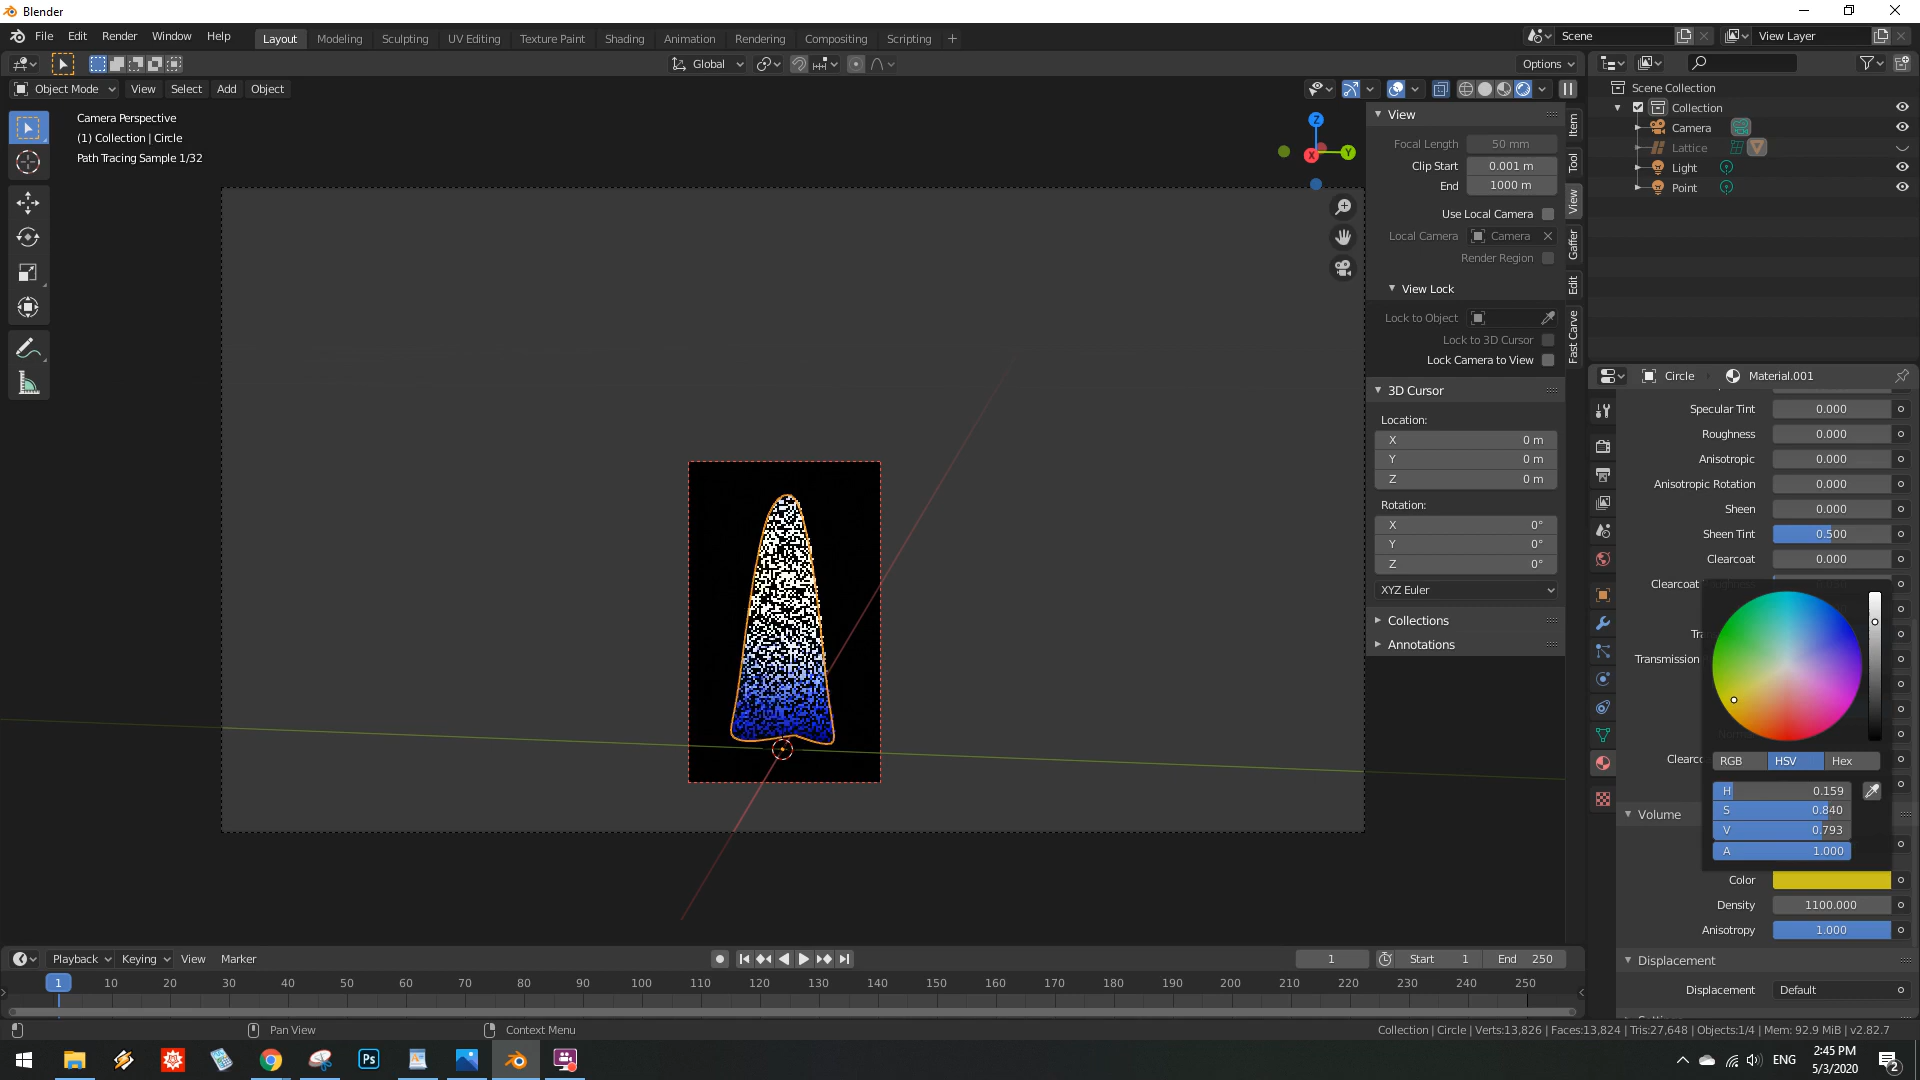 Blender
File Edit Render Window Help Layout Modeling Sculpting UV Editing Texture Paint Shading Animation Rendering Compositing Scripting + Scene View Layer
Global Options
Object Mode View Select Add Object
Camera Perspective
(1) Collection | Circle
Path Tracing Sample 1/32
Z
Y
X
View
Focal Length 50 mm
Clip Start 0.001 m
End 1000 m
Use Local Camera
Local Camera Camera
Render Region
View Lock
Lock to Object
Lock to 3D Cursor
Lock Camera to View
3D Cursor
Location:
X 0 m
Y 0 m
Z 0 m
Rotation:
X 0°
Y 0°
Z 0°
XYZ Euler
Collections
Annotations
Item
Tool
View
Gaffer
Edit
Fast Carve
Scene Collection
Collection
Camera
Lattice
Light
Point
Circle Material.001
Specular Tint 0.000
Roughness 0.000
Anisotropic 0.000
Anisotropic Rotation 0.000
Sheen 0.000
Sheen Tint 0.500
Clearcoat 0.000
Clearcoat
Transmission
RGB HSV Hex
H 0.159
S 0.840
V 0.793
A 1.000
Volume
Color
Density 1100.000
Anisotropy 1.000
Displacement
Displacement Default
Playback Keying View Marker 1 Start 1 End 250
1 10 20 30 40 50 60 70 80 90 100 110 120 130 140 150 160 170 180 190 200 210 220 230 240 250
Pan View Context Menu Collection | Circle | Verts:13,826 | Faces:13,824 | Tris:27,648 | Objects:1/4 | Mem: 92.9 MiB | v2.82.7
Ps ENG 2:45 PM
5/3/2020
2